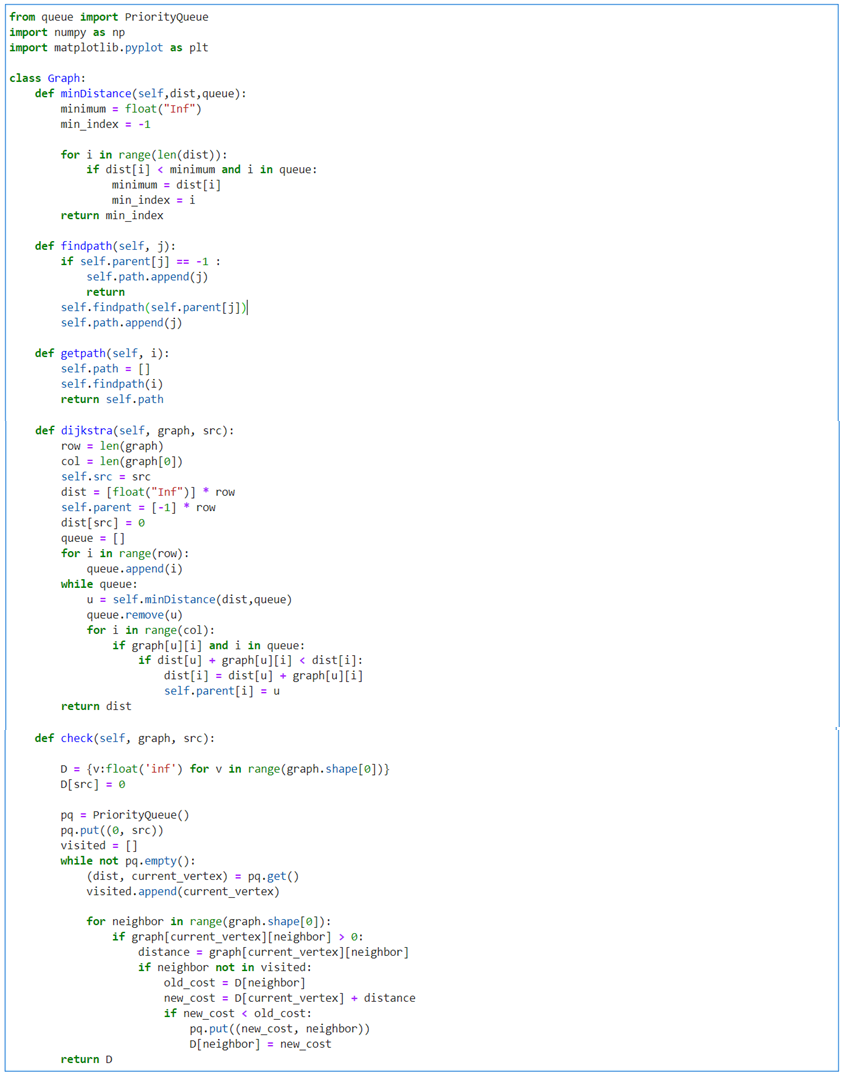 from queue import PriorityQueue
import numpy as np
import matplotlib.pyplot as plt

class Graph:
    def minDistance(self,dist,queue):
        minimum = float("Inf")
        min_index = -1

        for i in range(len(dist)):
            if dist[i] < minimum and i in queue:
                minimum = dist[i]
                min_index = i
        return min_index

    def findpath(self, j):
        if self.parent[j] == -1 :
            self.path.append(j)
            return
        self.findpath(self.parent[j])
        self.path.append(j)

    def getpath(self, i):
        self.path = []
        self.findpath(i)
        return self.path

    def dijkstra(self, graph, src):
        row = len(graph)
        col = len(graph[0])
        self.src = src
        dist = [float("Inf")] * row
        self.parent = [-1] * row
        dist[src] = 0
        queue = []
        for i in range(row):
            queue.append(i)
        while queue:
            u = self.minDistance(dist,queue)
            queue.remove(u)
            for i in range(col):
                if graph[u][i] and i in queue:
                    if dist[u] + graph[u][i] < dist[i]:
                        dist[i] = dist[u] + graph[u][i]
                        self.parent[i] = u
        return dist

    def check(self, graph, src):

        D = {v:float('inf') for v in range(graph.shape[0])}
        D[src] = 0

        pq = PriorityQueue()
        pq.put((0, src))
        visited = []
        while not pq.empty():
            (dist, current_vertex) = pq.get()
            visited.append(current_vertex)

            for neighbor in range(graph.shape[0]):
                if graph[current_vertex][neighbor] > 0:
                    distance = graph[current_vertex][neighbor]
                    if neighbor not in visited:
                        old_cost = D[neighbor]
                        new_cost = D[current_vertex] + distance
                        if new_cost < old_cost:
                            pq.put((new_cost, neighbor))
                            D[neighbor] = new_cost
        return D